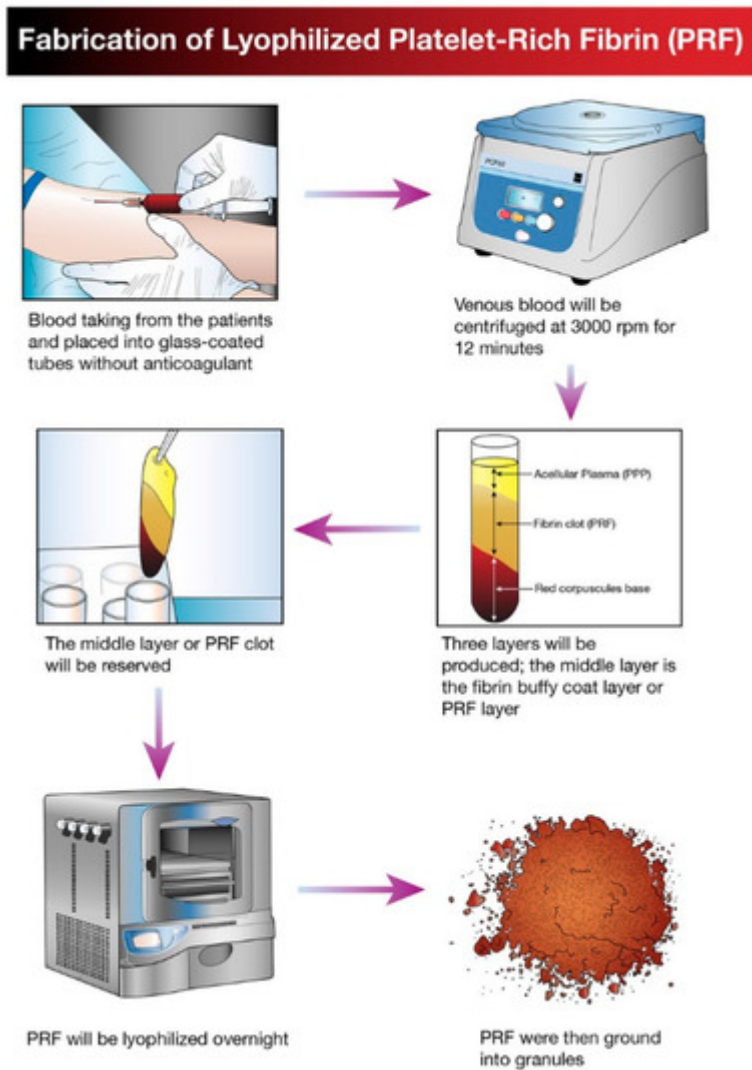 Fabrication of Lyophilized Platelet-Rich Fibrin (PRF)
Blood taking from the patients
and placed into glass-coated
tubes without anticoagulant
Venous blood will be
centrifuged at 3000 rpm for
12 minutes
Acellular Plasma (PPP)
Fibrin clot (PRF)
Red corpuscules base
Three layers will be
produced; the middle layer is
the fibrin buffy coat layer or
PRF layer
The middle layer or PRF clot
will be reserved
PRF will be lyophilized overnight
PRF were then ground
into granules